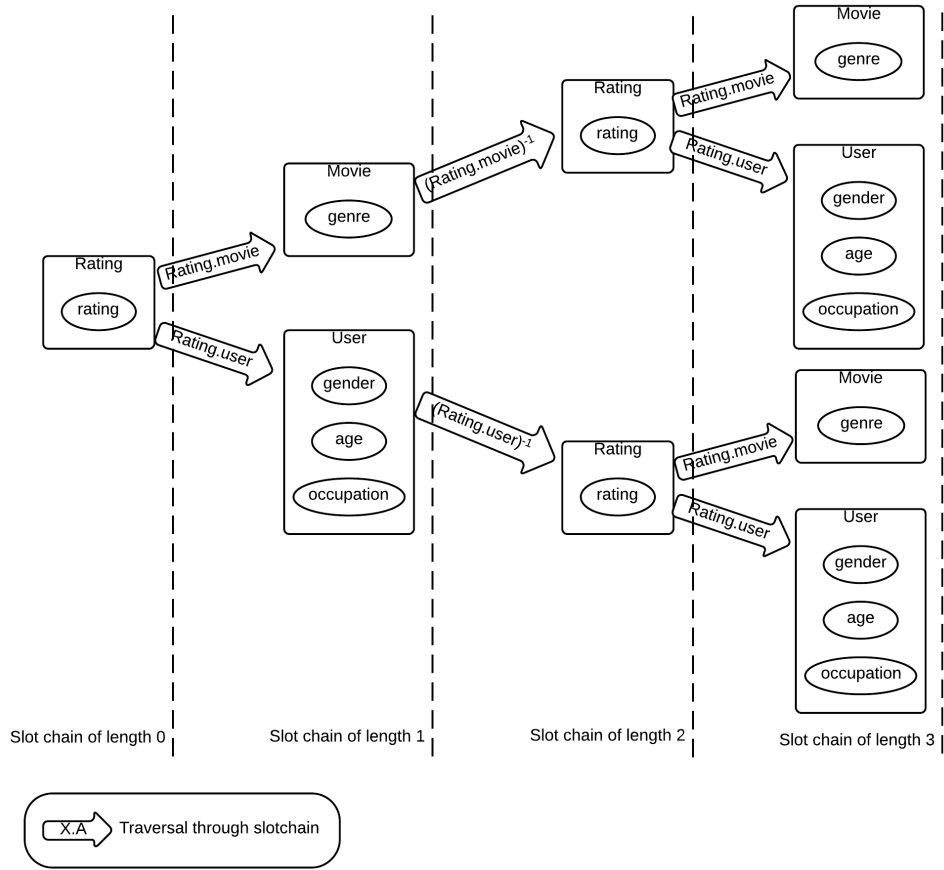 Rating
rating
Rating.movie
Rating.user
Movie
genre
User
gender
age
occupation
(Rating.movie)-1
(Rating.user)-1
Rating
rating
Rating
rating
Rating.movie
Rating.user
Rating.movie
Rating.user
Movie
genre
User
gender
age
occupation
Movie
genre
User
gender
age
occupation
Slot chain of length 0
Slot chain of length 1
Slot chain of length 2
Slot chain of length 3
X.A
Traversal through slotchain